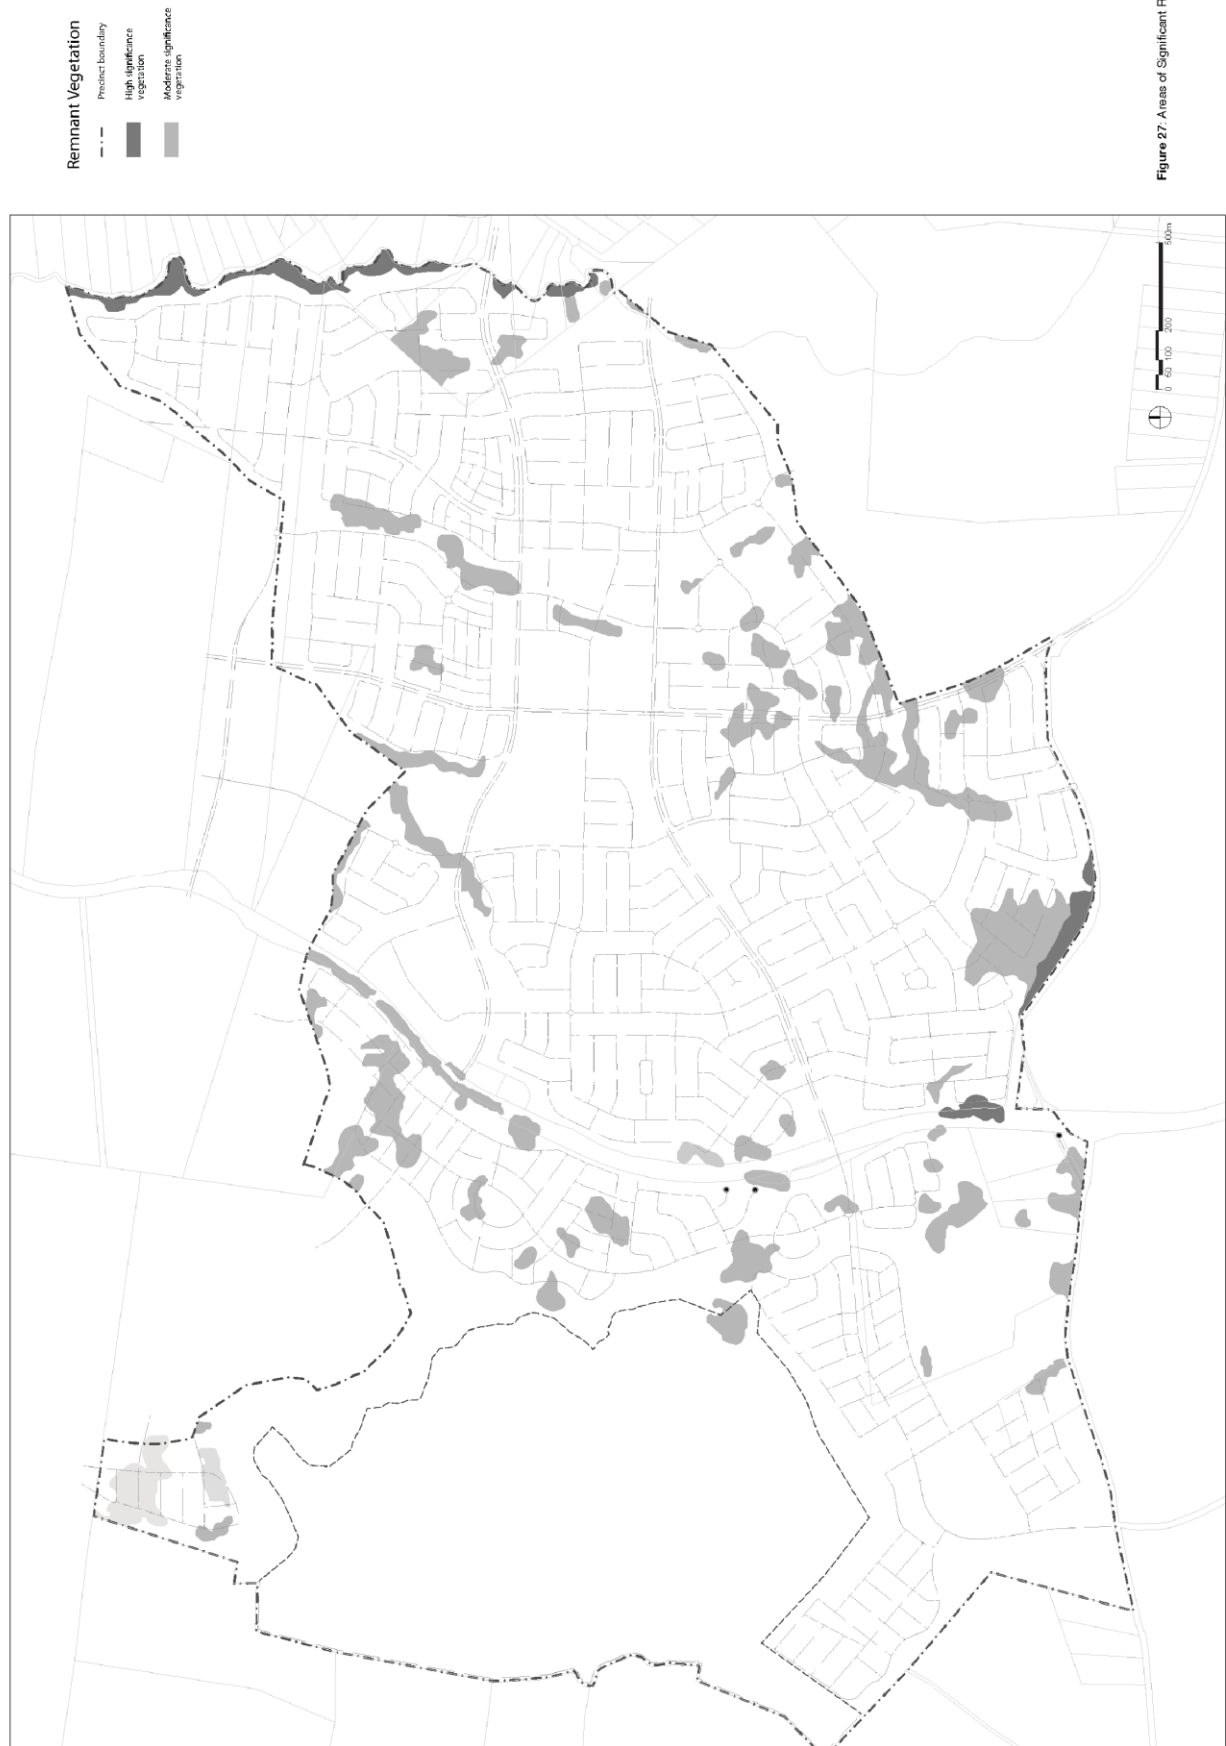 Remnant Vegetation
Precinct boundary
High significance
vegetation
Moderate significance
vegetation
0 60 100 200 500m
Figure 27: Areas of Significant R